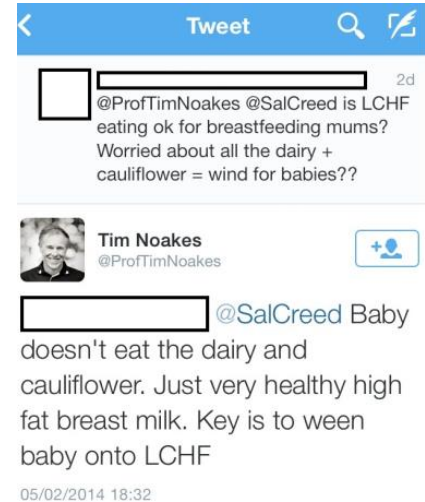 Tweet
2d
@ProfTimNoakes @SalCreed is LCHF
eating ok for breastfeeding mums?
Worried about all the dairy +
cauliflower = wind for babies??
Tim Noakes
@ProfTimNoakes
@SalCreed Baby
doesn't eat the dairy and
cauliflower. Just very healthy high
fat breast milk. Key is to ween
baby onto LCHF
05/02/2014 18:32